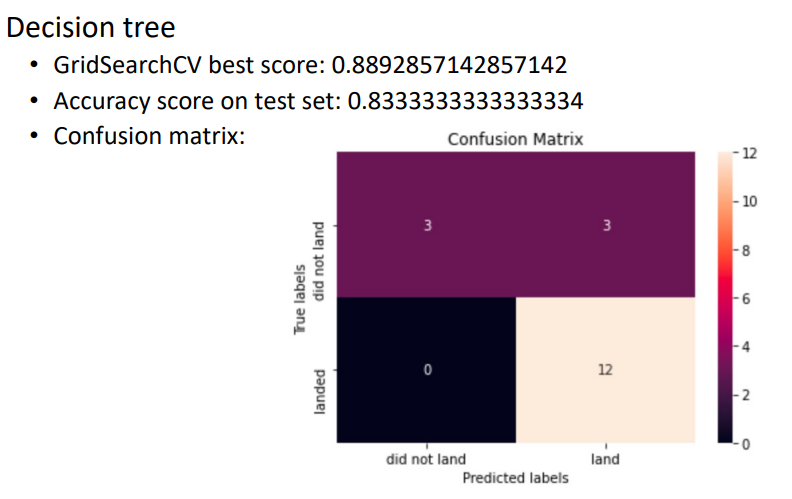 Decision tree
• GridSearchCV best score: 0.8892857142857142
• Accuracy score on test set: 0.8333333333333334
• Confusion matrix:
Confusion Matrix
True labels
did not land
landed
3 3
0 12
did not land land
Predicted labels
12
10
8
6
4
2
0